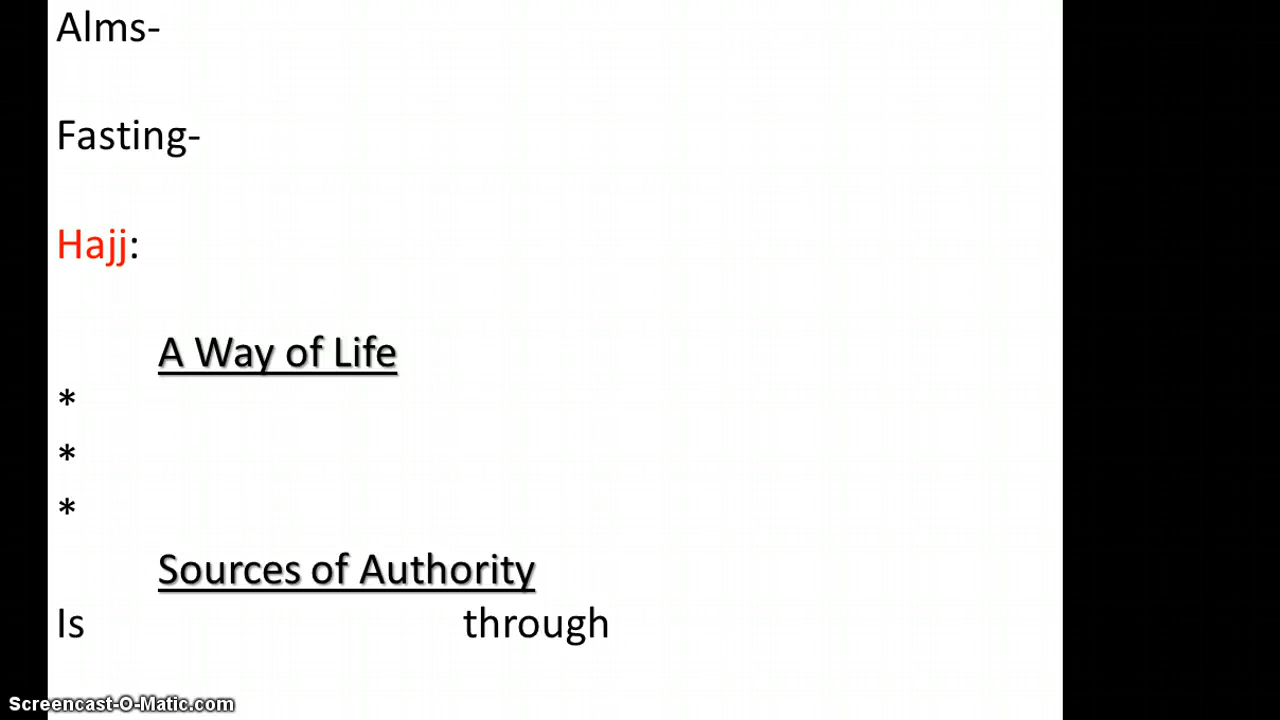 Alms-
Fasting-
Hajj:
A Way of Life
*
*
*
Sources of Authority
Is through
Screencast-O-Matic.com